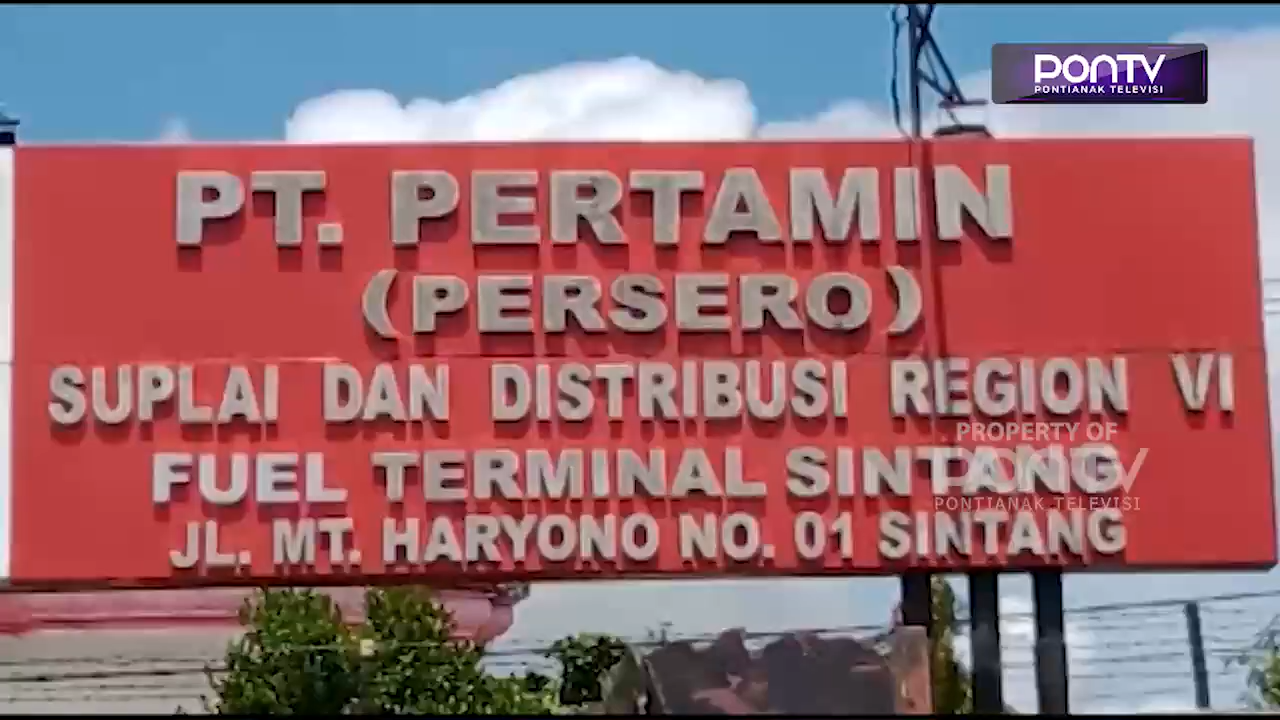 PONTV
PONTIANAK TELEVISI
PT. PERTAMIN
(PERSERO)
SUPLAI DAN DISTRIBUSI REGION VI
FUEL TERMINAL SINTANG
JL. MT. HARYONO NO. 01 SINTANG
PROPERTY OF
PONTV
PONTIANAK TELEVISI